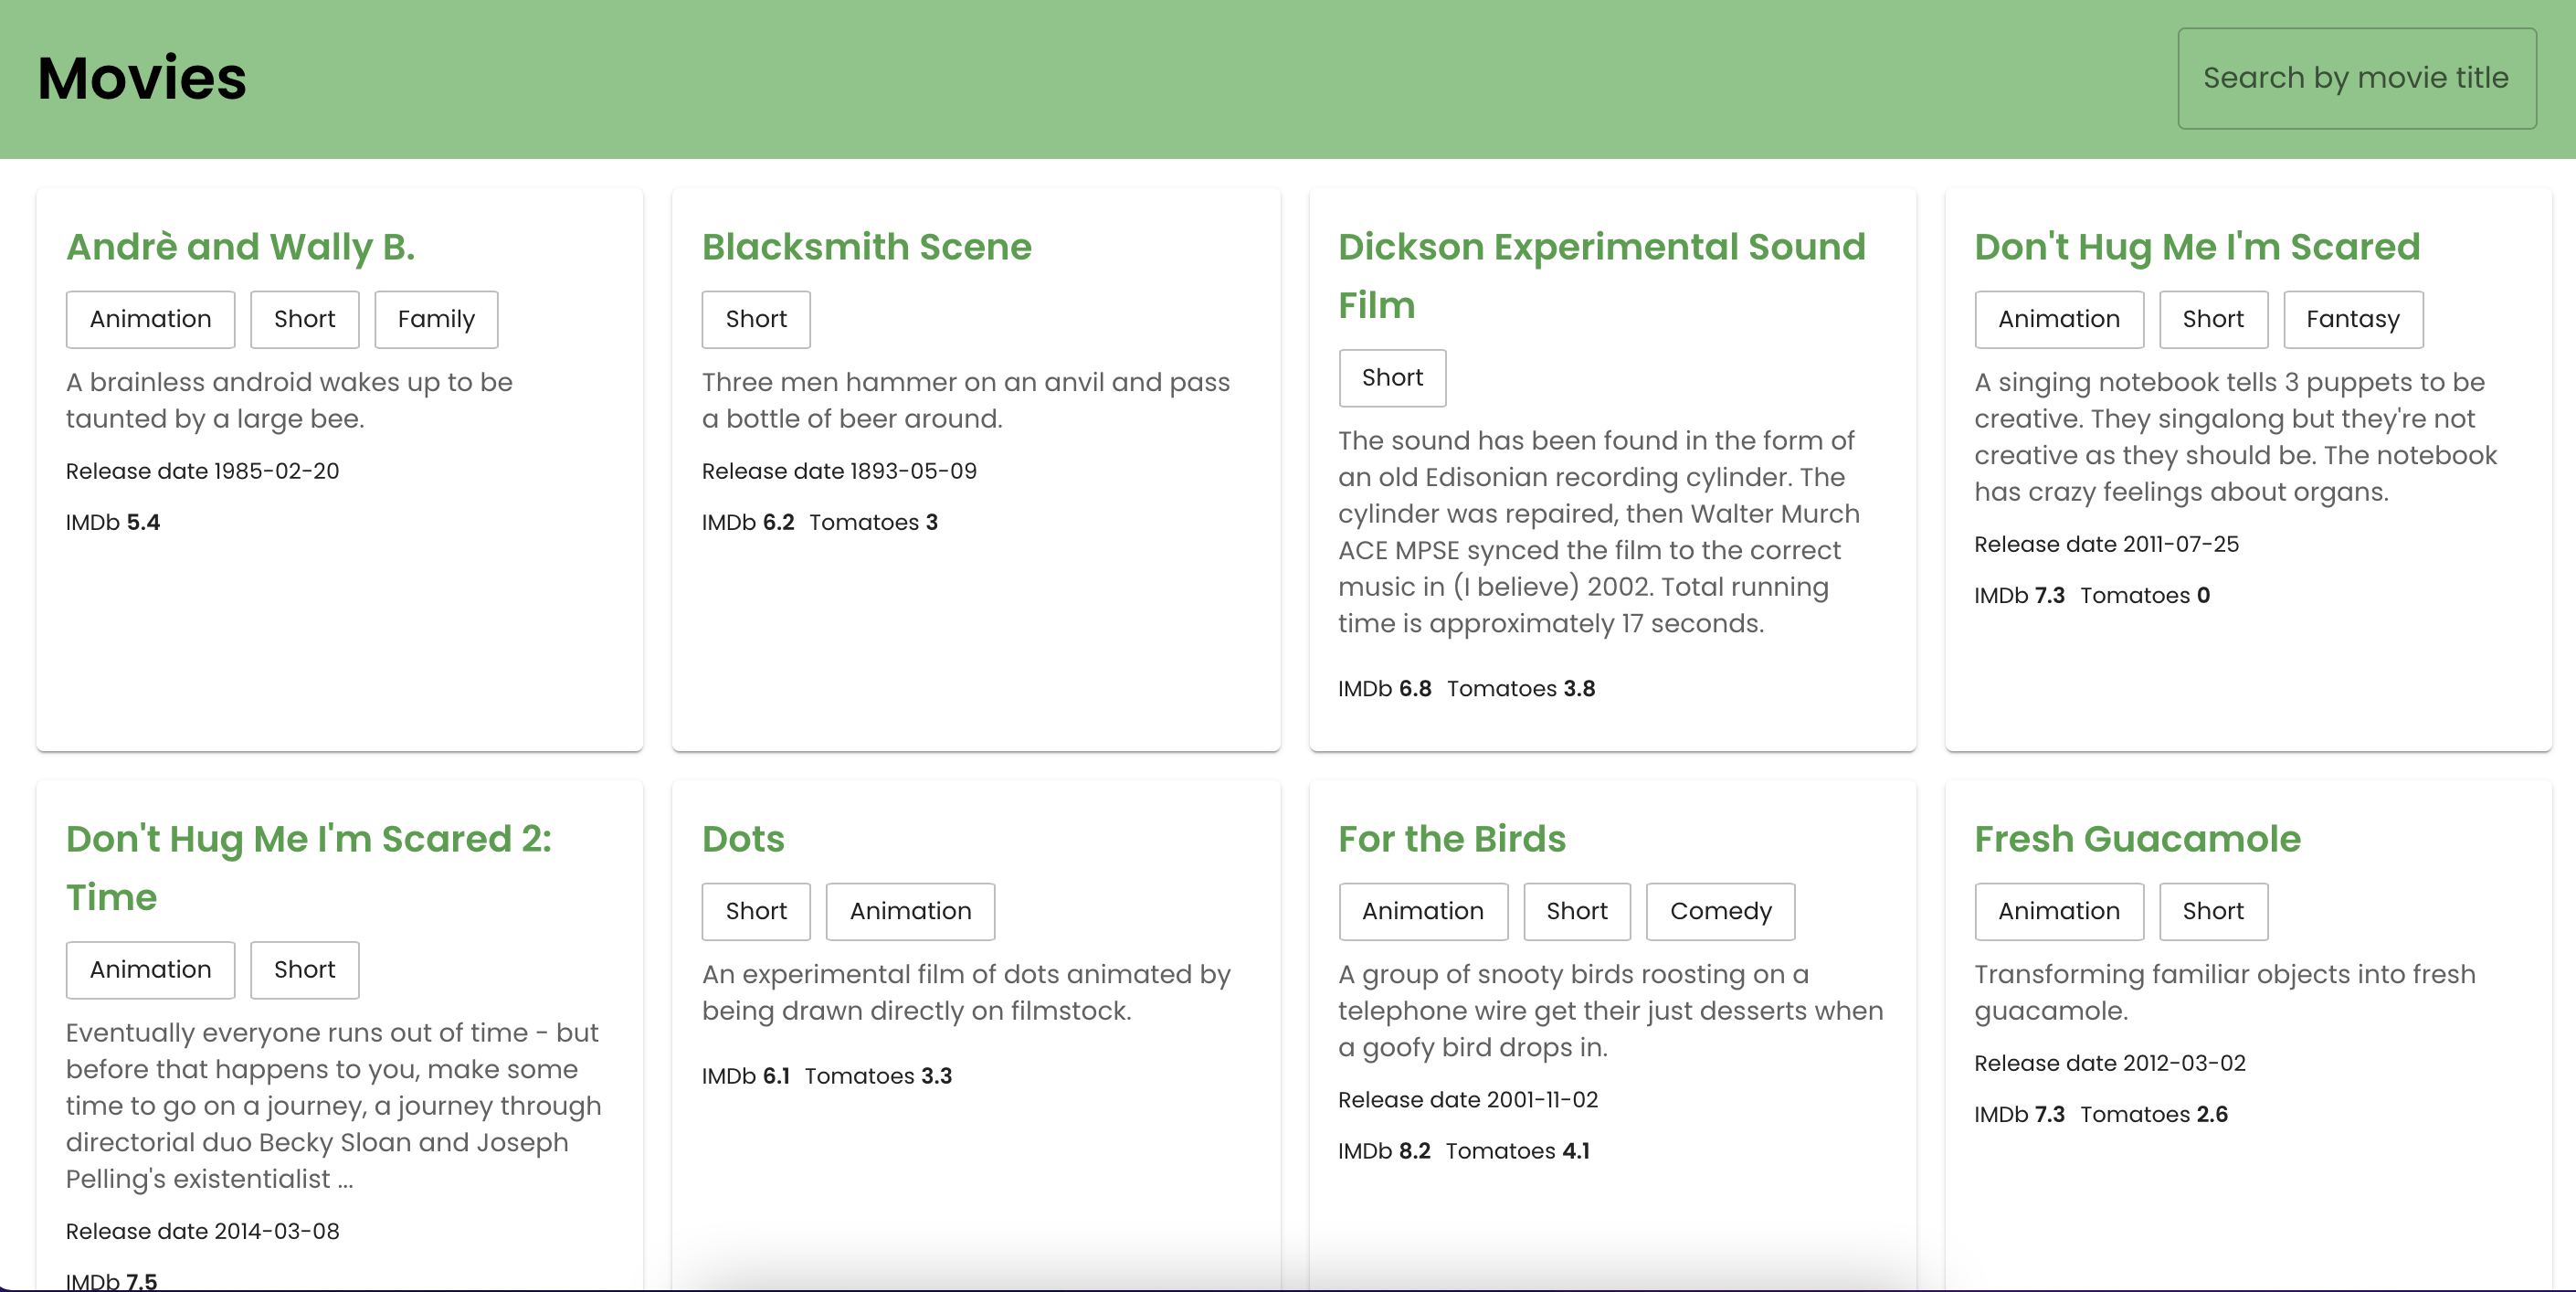 Movies
Search by movie title
Andrè and Wally B.
Animation Short Family
A brainless android wakes up to be
taunted by a large bee.
Release date 1985-02-20
IMDb 5.4
Blacksmith Scene
Short
Three men hammer on an anvil and pass
a bottle of beer around.
Release date 1893-05-09
IMDb 6.2 Tomatoes 3
Dickson Experimental Sound
Film
Short
The sound has been found in the form of
an old Edisonian recording cylinder. The
cylinder was repaired, then Walter Murch
ACE MPSE synced the film to the correct
music in (I believe) 2002. Total running
time is approximately 17 seconds.
IMDb 6.8 Tomatoes 3.8
Don't Hug Me I'm Scared
Animation Short Fantasy
A singing notebook tells 3 puppets to be
creative. They singalong but they're not
creative as they should be. The notebook
has crazy feelings about organs.
Release date 2011-07-25
IMDb 7.3 Tomatoes 0
Don't Hug Me I'm Scared 2:
Time
Animation Short
Eventually everyone runs out of time - but
before that happens to you, make some
time to go on a journey, a journey through
directorial duo Becky Sloan and Joseph
Pelling's existentialist ...
Release date 2014-03-08
IMDb 7.5
Dots
Short Animation
An experimental film of dots animated by
being drawn directly on filmstock.
IMDb 6.1 Tomatoes 3.3
For the Birds
Animation Short Comedy
A group of snooty birds roosting on a
telephone wire get their just desserts when
a goofy bird drops in.
Release date 2001-11-02
IMDb 8.2 Tomatoes 4.1
Fresh Guacamole
Animation Short
Transforming familiar objects into fresh
guacamole.
Release date 2012-03-02
IMDb 7.3 Tomatoes 2.6